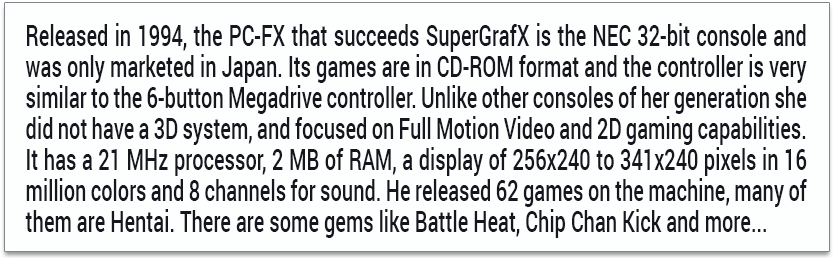 Released in 1994, the PC-FX that succeeds SuperGrafX is the NEC 32-bit console and
was only marketed in Japan. Its games are in CD-ROM format and the controller is very
similar to the 6-button Megadrive controller. Unlike other consoles of her generation she
did not have a 3D system, and focused on Full Motion Video and 2D gaming capabilities.
It has a 21 MHz processor, 2 MB of RAM, a display of 256x240 to 341x240 pixels in 16
million colors and 8 channels for sound. He released 62 games on the machine, many of
them are Hentai. There are some gems like Battle Heat, Chip Chan Kick and more...